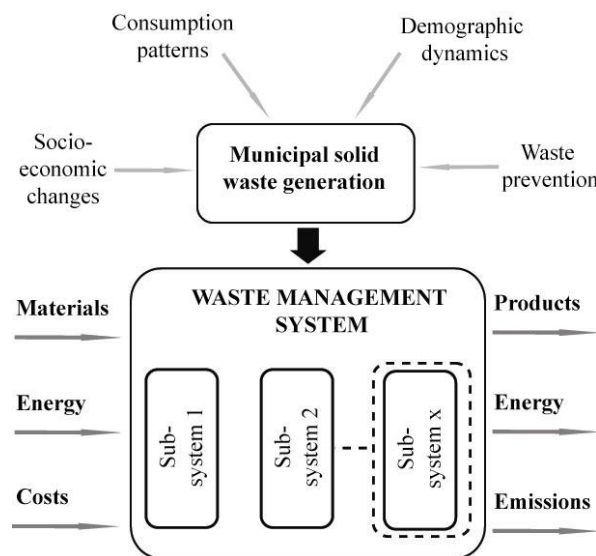 Consumption
patterns
Demographic
dynamics
Socio-
economic
changes
Municipal solid
waste generation
Waste
prevention
WASTE MANAGEMENT
SYSTEM
Materials
Energy
Costs
Sub-
system 1
Sub-
system 2
Sub-
system x
Products
Energy
Emissions